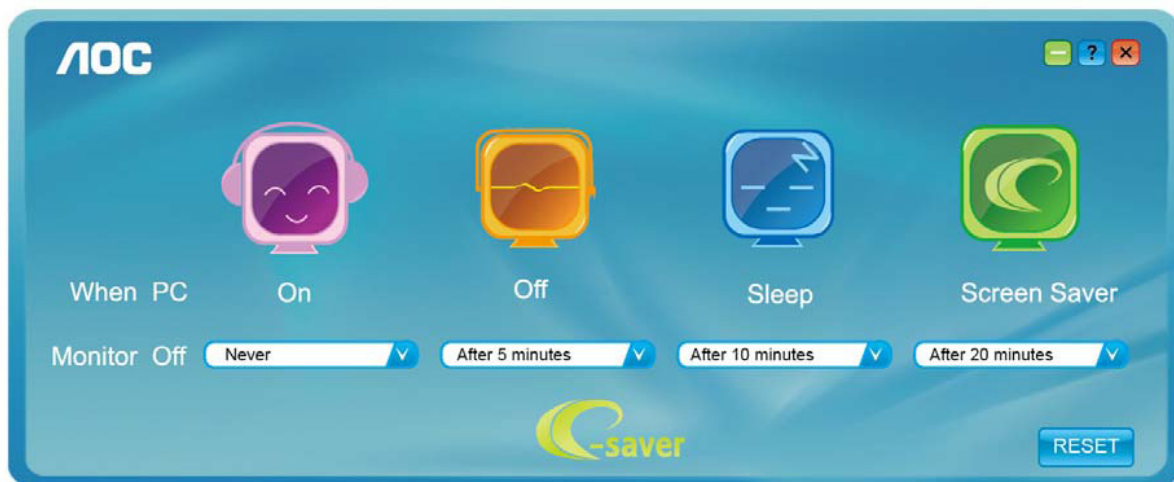 AOC
?
When PC On Off Sleep Screen Saver
Monitor Off Never After 5 minutes After 10 minutes After 20 minutes
e-saver
RESET